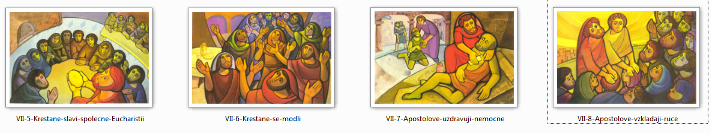 VII-5-Krestane-slavi-spolecne-Eucharistii
VII-6-Krestane-se-modli
VII-7-Apostolove-uzdravuji-nemocne
VII-8-Apostolove-vzkladaji-ruce